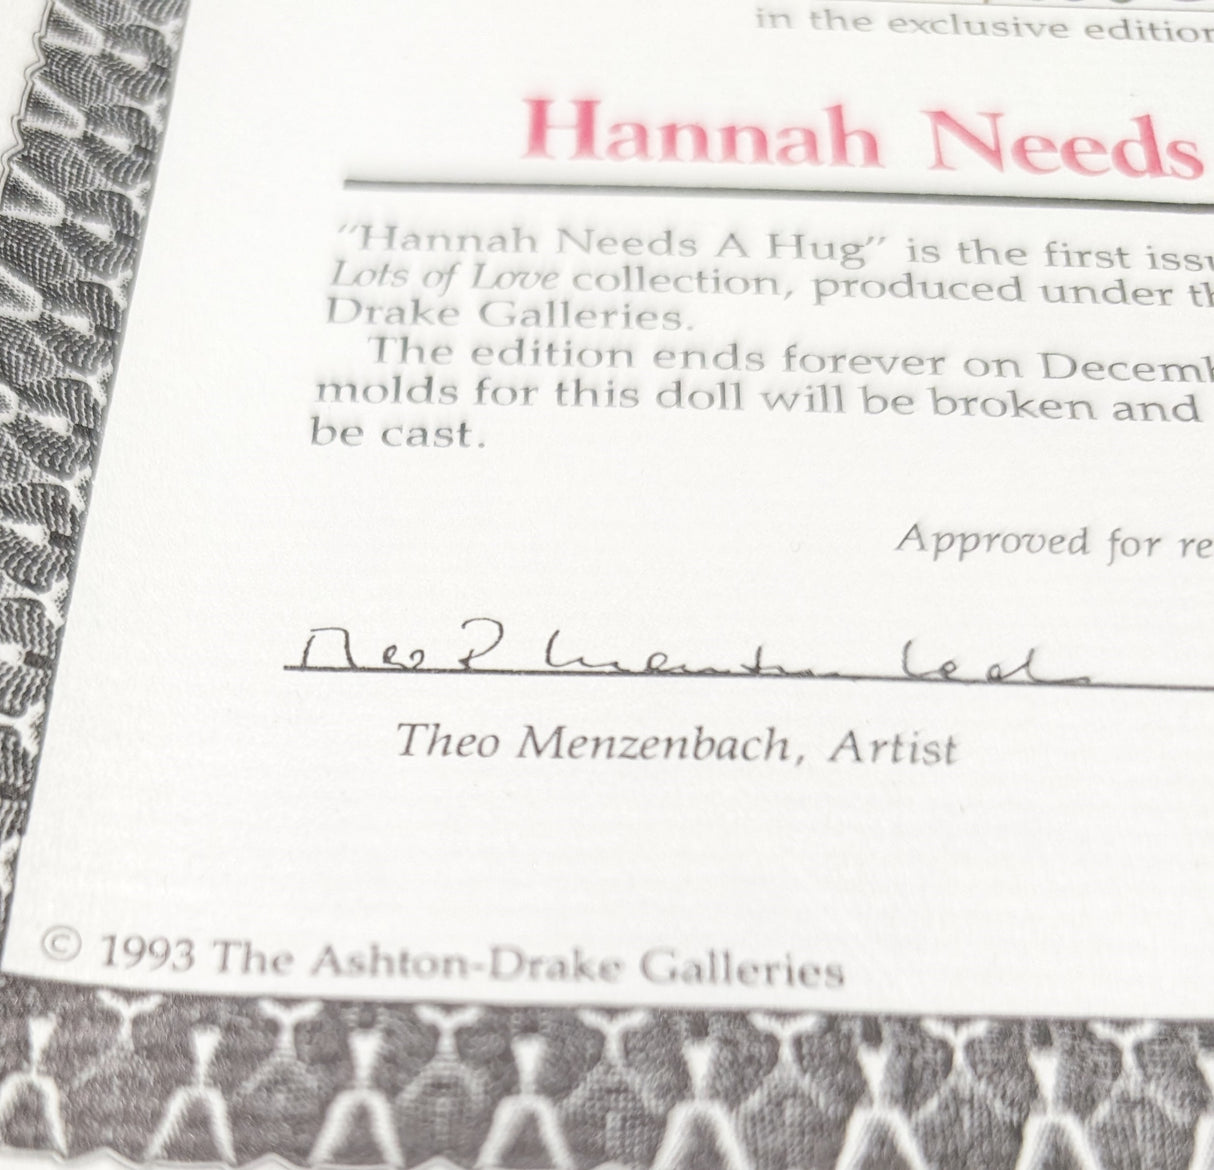 in the exclusive edition
Hannah Needs
"Hannah Needs A Hug" is the first issu
Lots of Love collection, produced under th
Drake Galleries.
The edition ends forever on Decemb
molds for this doll will be broken and
be cast.
Approved for re
Theo Menzenbach, Artist
© 1993 The Ashton-Drake Galleries